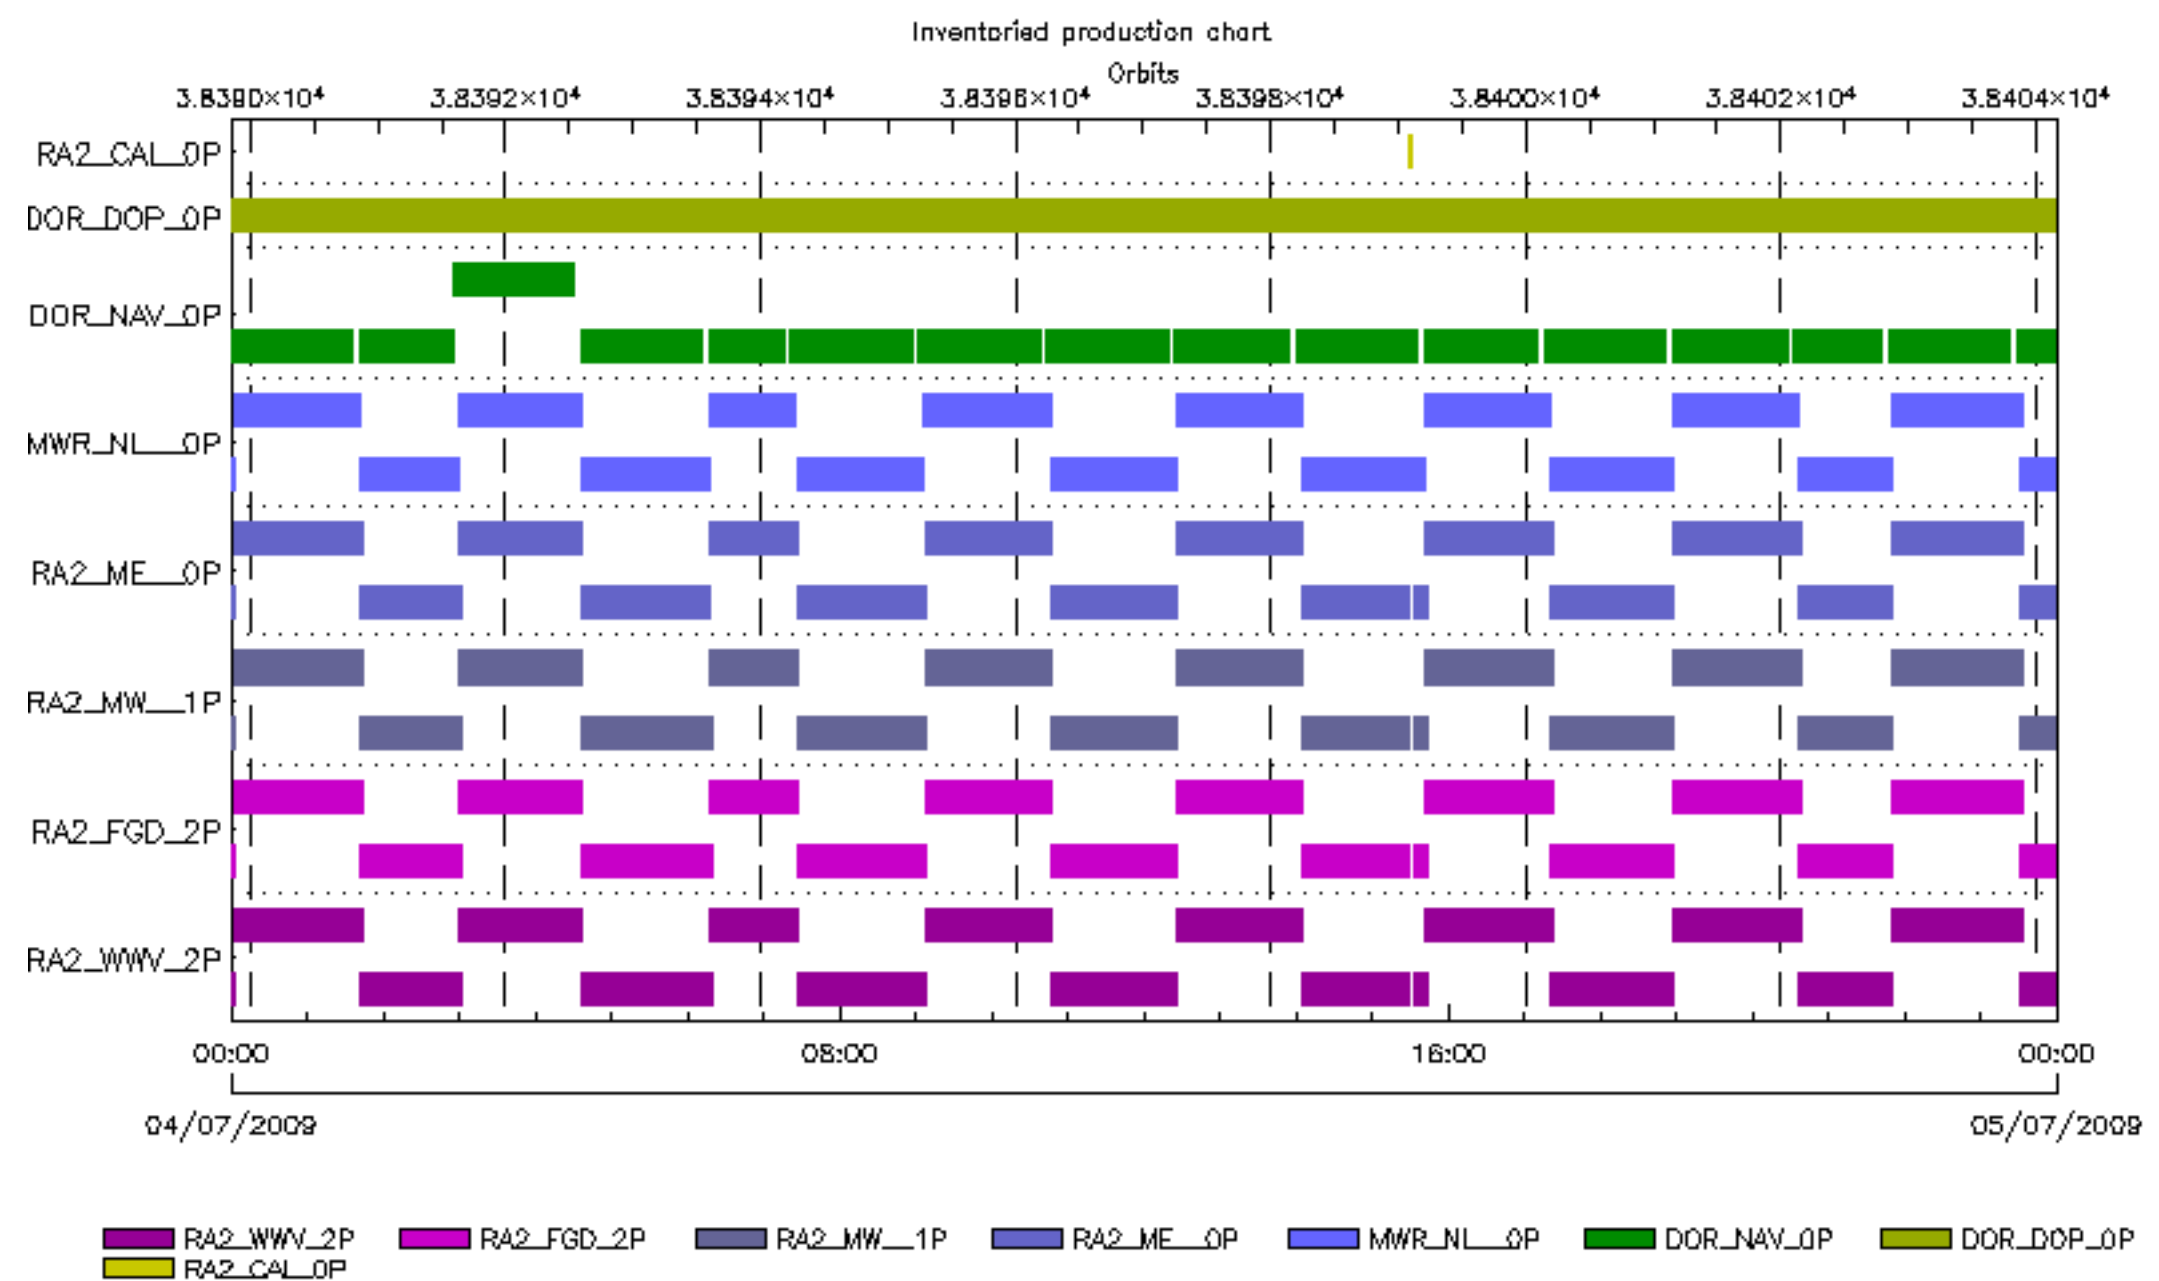 Inventoried production chart
Orbits
3.8390×10⁴ 3.8392×10⁴ 3.8394×10⁴ 3.8396×10⁴ 3.8398×10⁴ 3.8400×10⁴ 3.8402×10⁴ 3.8404×10⁴
RA2_CAL_0P
DOR_DOP_0P
DOR_NAV_0P
MWR_NL__0P
RA2_ME__0P
RA2_MW__1P
RA2_FGD_2P
RA2_WWV_2P
00:00 08:00 16:00 00:00
04/07/2009 05/07/2009
RA2_WWV_2P RA2_FGD_2P RA2_MW__1P RA2_ME__0P MWR_NL__0P DOR_NAV_0P DOR_DOP_0P
RA2_CAL_0P